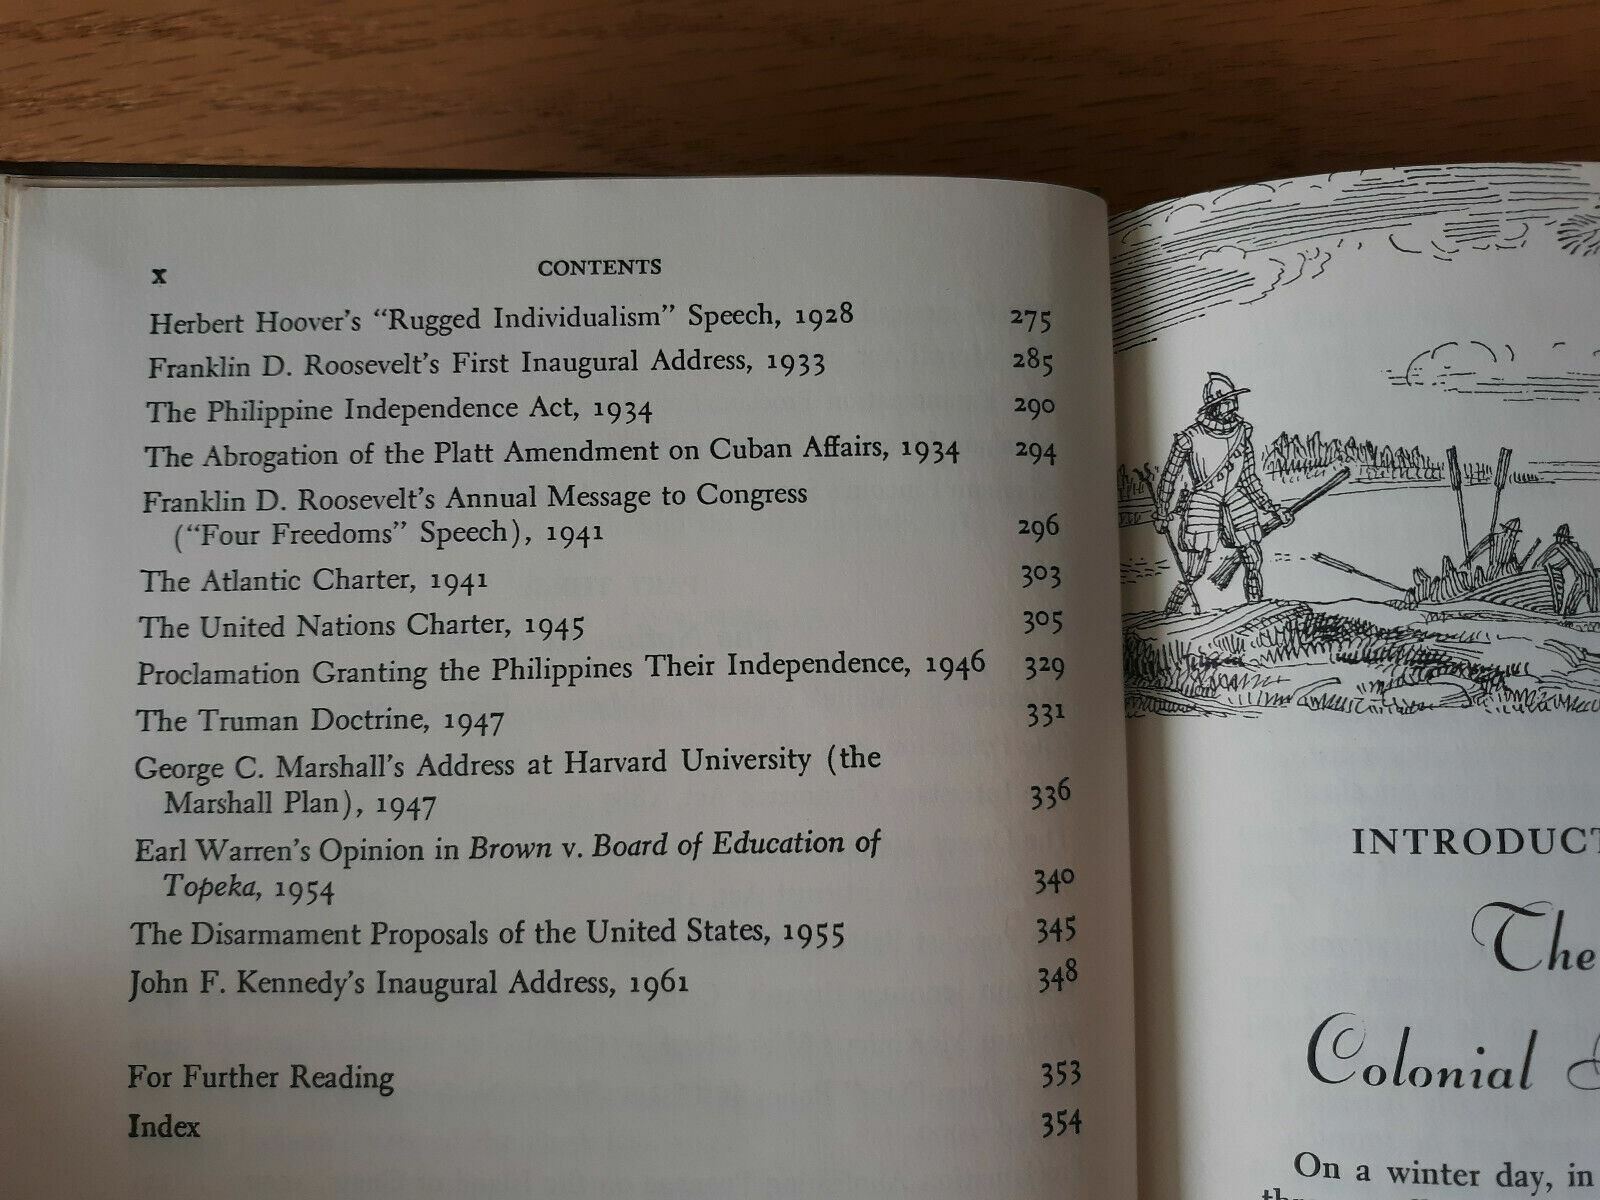 x CONTENTS
Herbert Hoover's "Rugged Individualism" Speech, 1928 275
Franklin D. Roosevelt's First Inaugural Address, 1933 285
The Philippine Independence Act, 1934 290
The Abrogation of the Platt Amendment on Cuban Affairs, 1934 294
Franklin D. Roosevelt's Annual Message to Congress
("Four Freedoms" Speech), 1941 296
The Atlantic Charter, 1941 303
The United Nations Charter, 1945 305
Proclamation Granting the Philippines Their Independence, 1946 329
The Truman Doctrine, 1947 331
George C. Marshall's Address at Harvard University (the
Marshall Plan), 1947 336
Earl Warren's Opinion in Brown v. Board of Education of
Topeka, 1954 340
The Disarmament Proposals of the United States, 1955 345
John F. Kennedy's Inaugural Address, 1961 348
For Further Reading 353
Index 354
INTRODUCT
The
Colonial
On a winter day, in